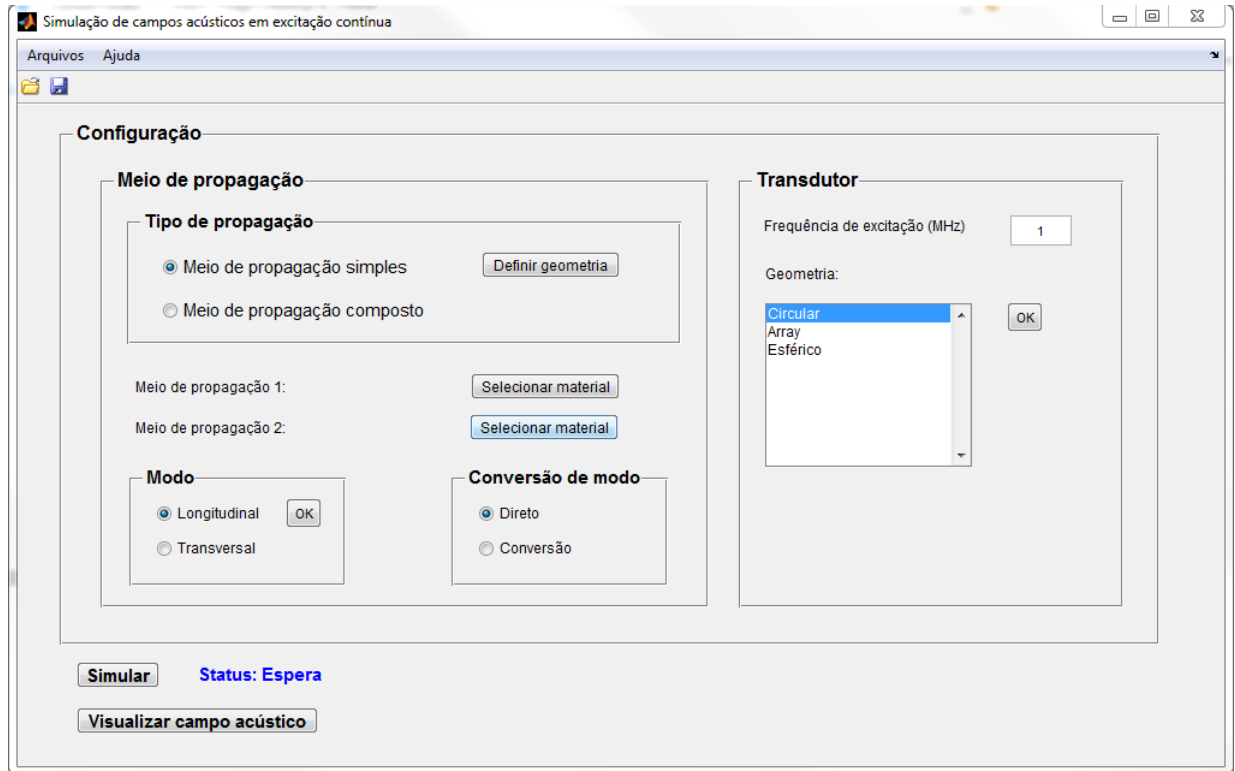 Simulação de campos acústicos em excitação contínua
Arquivos Ajuda
Configuração
Meio de propagação
Tipo de propagação
Meio de propagação simples
Definir geometria
Meio de propagação composto
Meio de propagação 1:
Selecionar material
Meio de propagação 2:
Selecionar material
Modo
Longitudinal
OK
Transversal
Conversão de modo
Direto
Conversão
Transdutor
Frequência de excitação (MHz)
1
Geometria:
Circular
Array
Esférico
OK
Simular
Status: Espera
Visualizar campo acústico